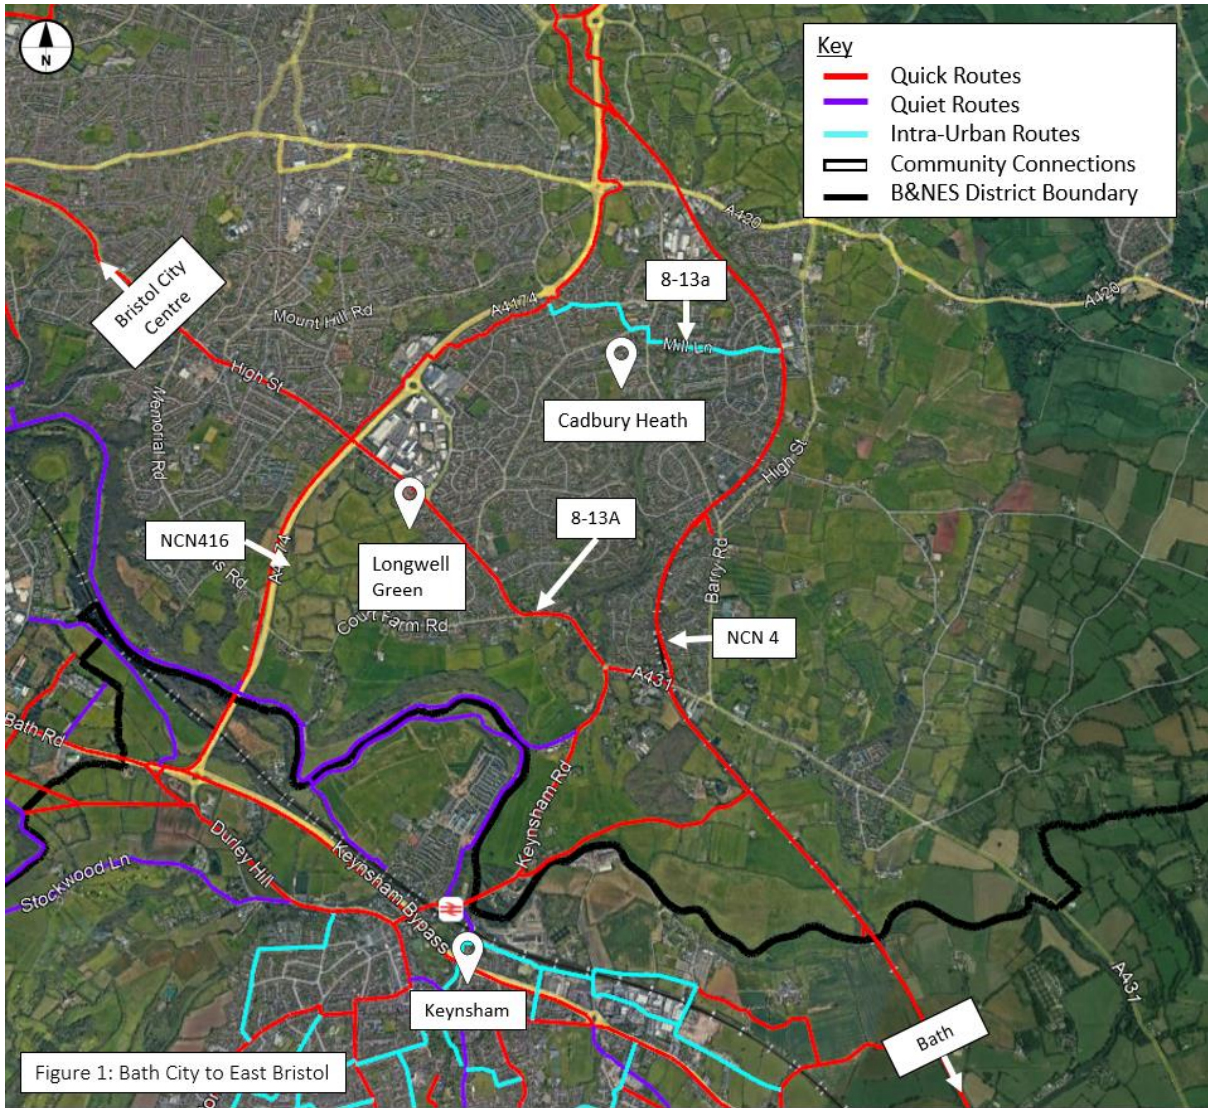 N
Key
Quick Routes
Quiet Routes
Intra-Urban Routes
Community Connections
B&NES District Boundary
A420
A420
8-13a
Bristol City
Centre
A4174
Mount Hill Rd
Mill Ln
High St
Cadbury Heath
Memorial Rd
High St
8-13A
NCN416
A4174
Longwell
Green
Barry Rd
Court Farm Rd
NCN 4
A431
Bath Rd
Keynsham Rd
Durley Hill
Keynsham Bypass
Stockwood Ln
A431
Keynsham
Bath
Figure 1: Bath City to East Bristol